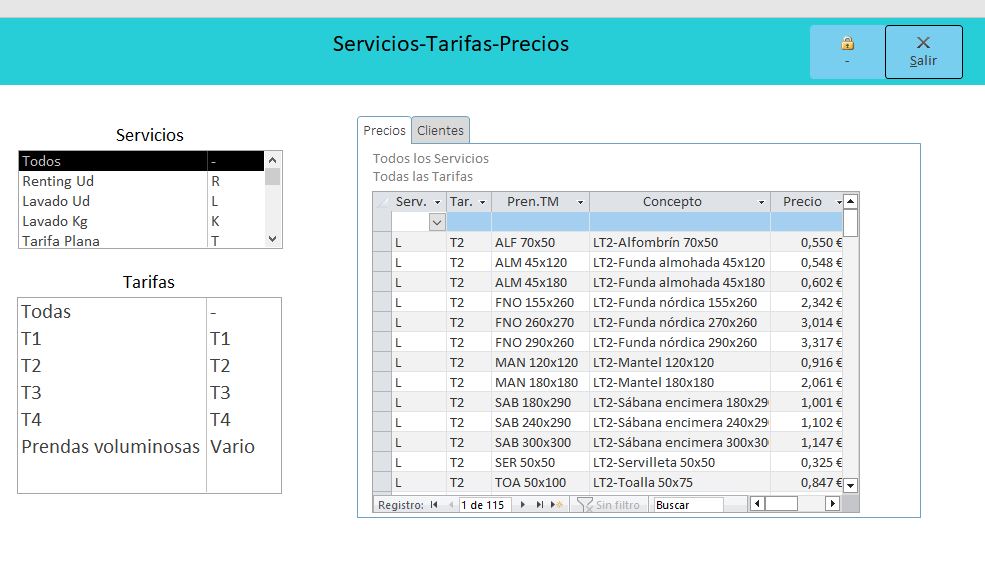 Servicios-Tarifas-Precios
-
Salir
Servicios
Todos -
Renting Ud R
Lavado Ud L
Lavado Kg K
Tarifa Plana T
Tarifas
Todas -
T1 T1
T2 T2
T3 T3
T4 T4
Prendas voluminosas Vario
Precios Clientes
Todos los Servicios
Todas las Tarifas
Serv. Tar. Pren.TM Concepto Precio
L T2 ALF 70x50 LT2-Alfombrín 70x50 0,550 €
L T2 ALM 45x120 LT2-Funda almohada 45x120 0,548 €
L T2 ALM 45x180 LT2-Funda almohada 45x180 0,602 €
L T2 FNO 155x260 LT2-Funda nórdica 155x260 2,342 €
L T2 FNO 260x270 LT2-Funda nórdica 270x260 3,014 €
L T2 FNO 290x260 LT2-Funda nórdica 290x260 3,317 €
L T2 MAN 120x120 LT2-Mantel 120x120 0,916 €
L T2 MAN 180x180 LT2-Mantel 180x180 2,061 €
L T2 SAB 180x290 LT2-Sábana encimera 180x29 1,001 €
L T2 SAB 240x290 LT2-Sábana encimera 240x29 1,102 €
L T2 SAB 300x300 LT2-Sábana encimera 300x30 1,147 €
L T2 SER 50x50 LT2-Servilleta 50x50 0,325 €
L T2 TOA 50x100 LT2-Toalla 50x75 0,847 €
Registro: 1 de 115 Sin filtro Buscar